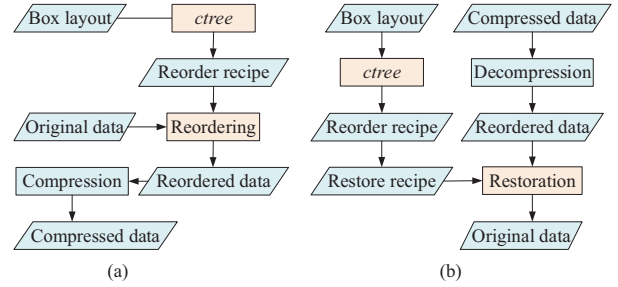 Box layout
ctree
Reorder recipe
Original data
Reordering
Compression
Reordered data
Compressed data
(a)
Box layout
Compressed data
ctree
Decompression
Reorder recipe
Reordered data
Restore recipe
Restoration
Original data
(b)